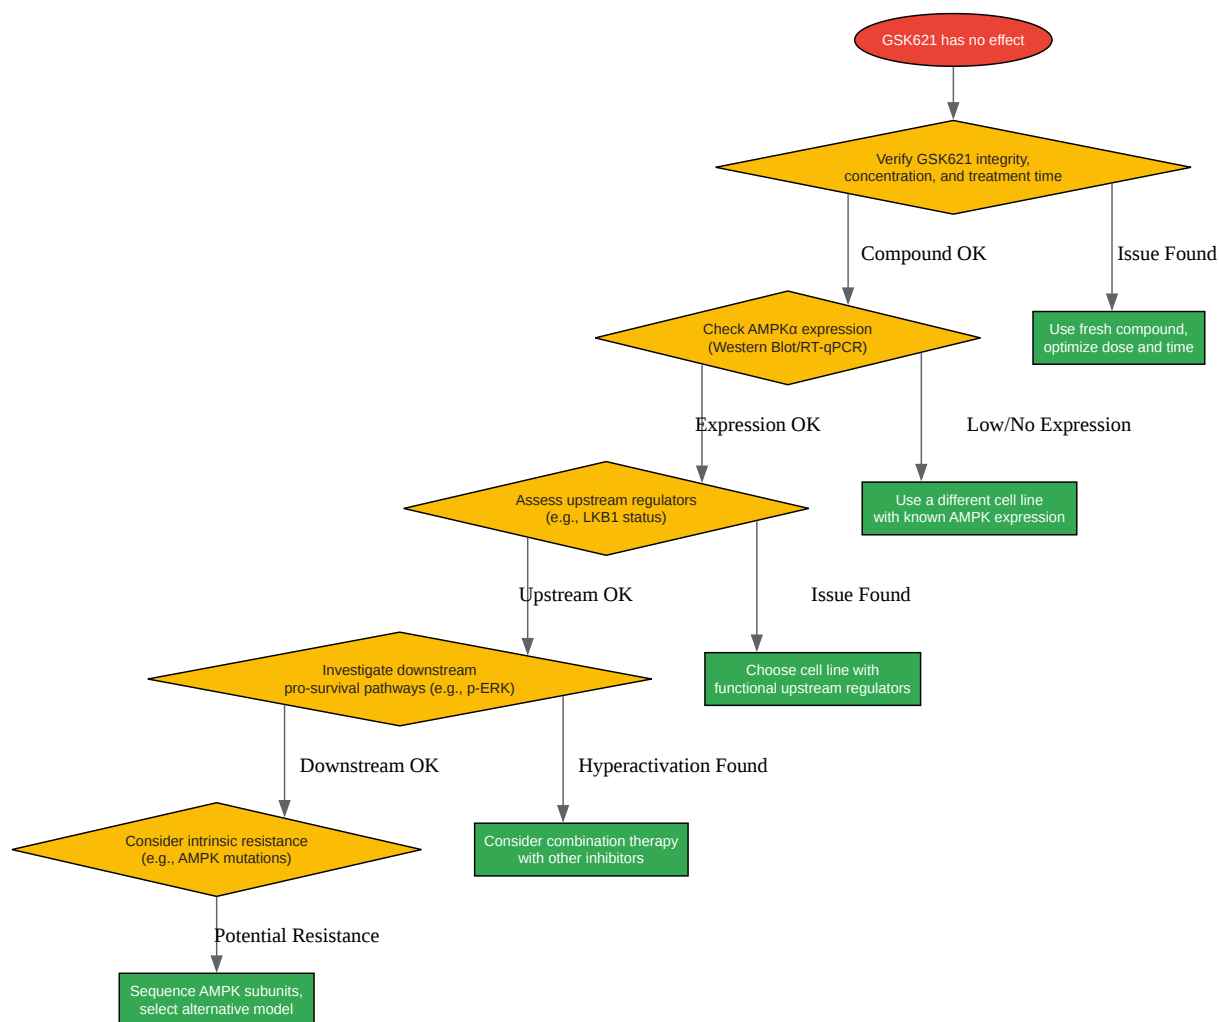 GSK621 has no effect
Verify GSK621 integrity,
concentration, and treatment time
Compound OK
Issue Found
Check AMPKα expression
(Western Blot/RT-qPCR)
Use fresh compound,
optimize dose and time
Expression OK
Low/No Expression
Assess upstream regulators
(e.g., LKB1 status)
Use a different cell line
with known AMPK expression
Upstream OK
Issue Found
Investigate downstream
pro-survival pathways (e.g., p-ERK)
Choose cell line with
functional upstream regulators
Downstream OK
Hyperactivation Found
Consider intrinsic resistance
(e.g., AMPK mutations)
Consider combination therapy
with other inhibitors
Potential Resistance
Sequence AMPK subunits,
select alternative model